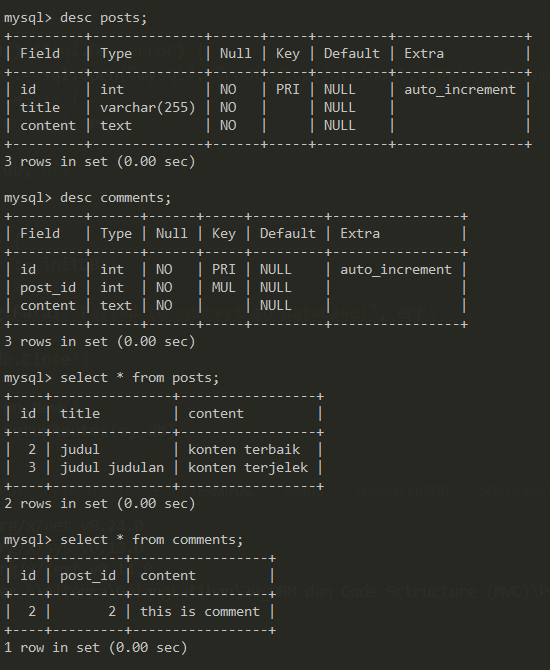 mysql> desc posts;
+---------+--------------+------+-----+---------+----------------+
| Field   | Type         | Null | Key | Default | Extra          |
+---------+--------------+------+-----+---------+----------------+
| id      | int          | NO   | PRI | NULL    | auto_increment |
| title   | varchar(255) | NO   |     | NULL    |                |
| content | text         | NO   |     | NULL    |                |
+---------+--------------+------+-----+---------+----------------+
3 rows in set (0.00 sec)
mysql> desc comments;
+---------+------+------+-----+---------+----------------+
| Field   | Type | Null | Key | Default | Extra          |
+---------+------+------+-----+---------+----------------+
| id      | int  | NO   | PRI | NULL    | auto_increment |
| post_id | int  | NO   | MUL | NULL    |                |
| content | text | NO   |     | NULL    |                |
+---------+------+------+-----+---------+----------------+
3 rows in set (0.00 sec)
mysql> select * from posts;
+----+---------------+-----------------+
| id | title         | content         |
+----+---------------+-----------------+
|  2 | judul         | konten terbaik  |
|  3 | judul judulan | konten terjelek |
+----+---------------+-----------------+
2 rows in set (0.00 sec)
mysql> select * from comments;
+----+---------+-----------------+
| id | post_id | content         |
+----+---------+-----------------+
|  2 |       2 | this is comment |
+----+---------+-----------------+
1 row in set (0.00 sec)